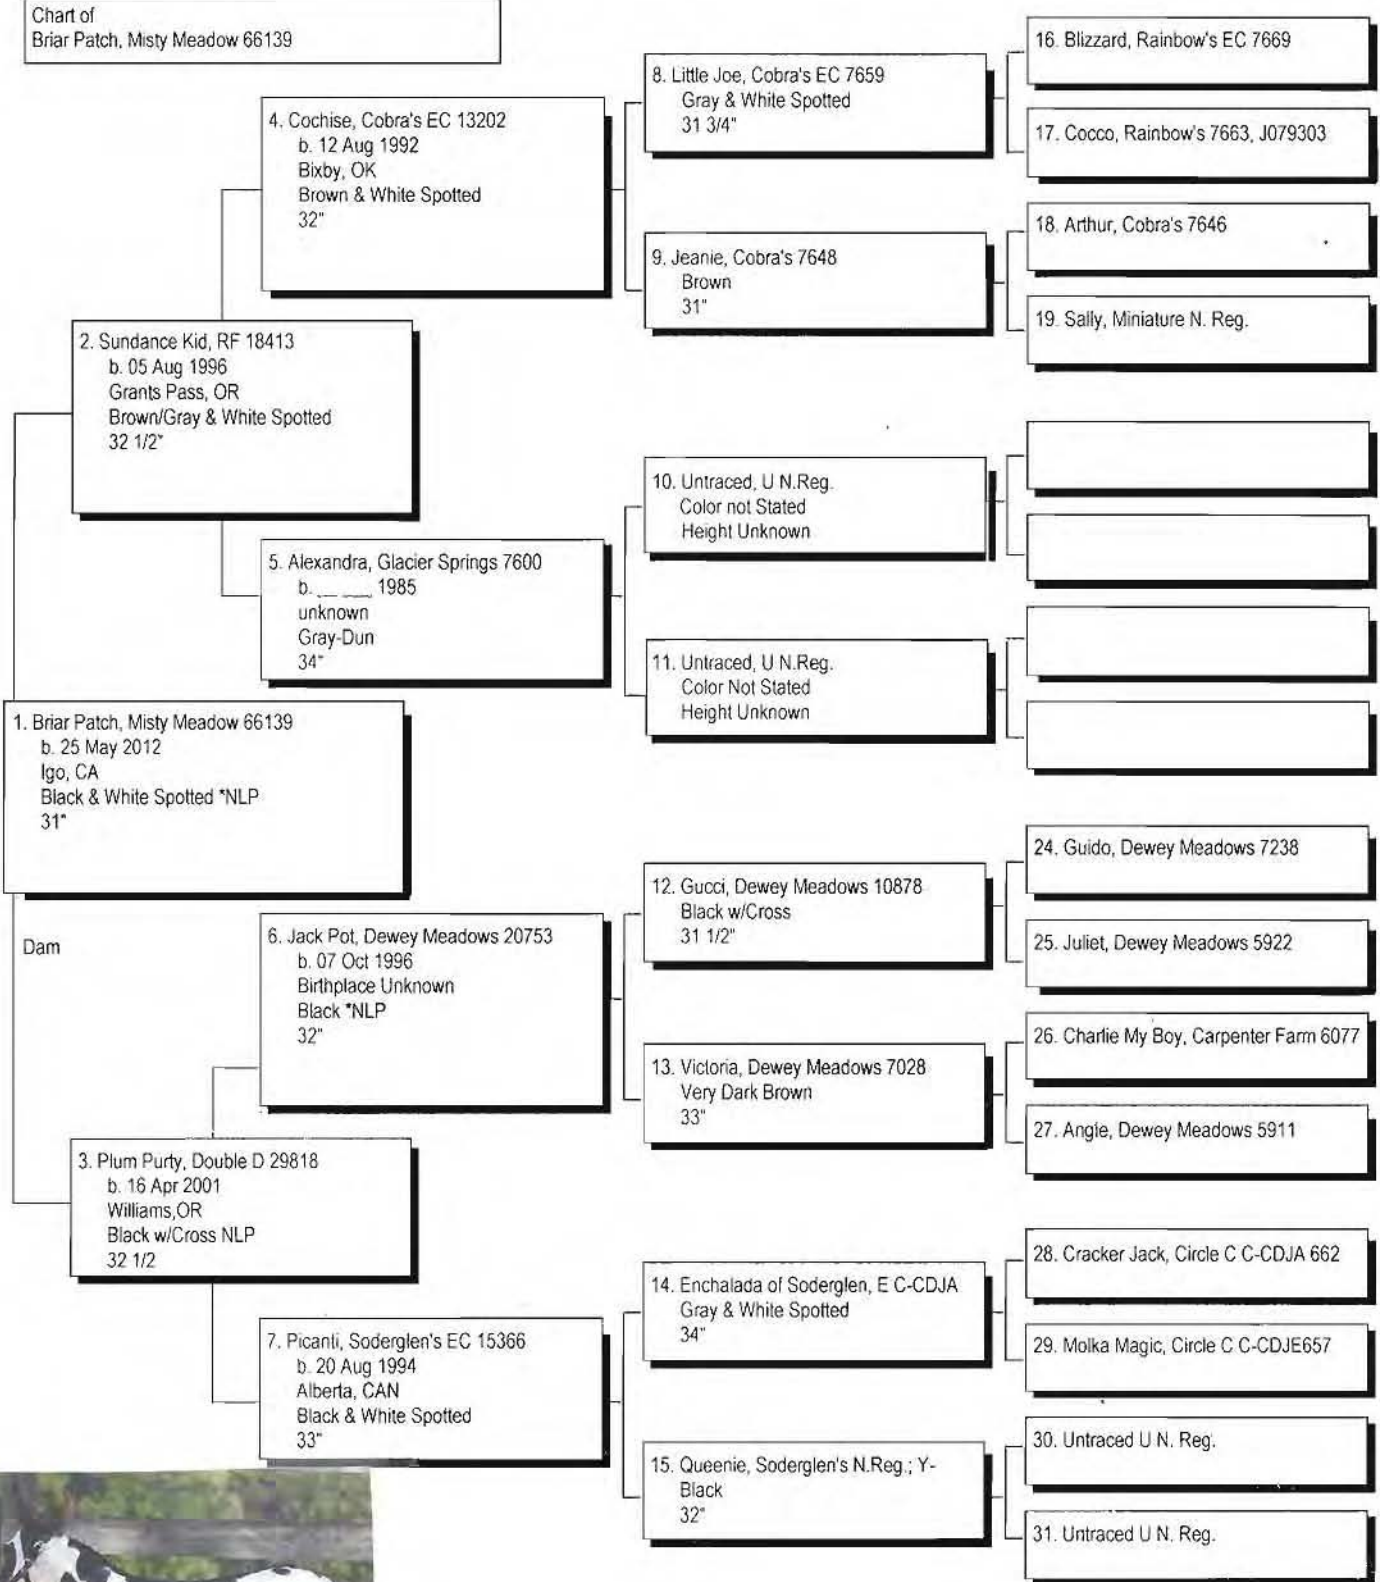 Chart of
Briar Patch, Misty Meadow 66139
1. Briar Patch, Misty Meadow 66139
b. 25 May 2012
Igo, CA
Black & White Spotted *NLP
31"
Dam
2. Sundance Kid, RF 18413
b. 05 Aug 1996
Grants Pass, OR
Brown/Gray & White Spotted
32 1/2"
3. Plum Purty, Double D 29818
b. 16 Apr 2001
Williams,OR
Black w/Cross NLP
32 1/2
4. Cochise, Cobra's EC 13202
b. 12 Aug 1992
Bixby, OK
Brown & White Spotted
32"
5. Alexandra, Glacier Springs 7600
b. __ ___ 1985
unknown
Gray-Dun
34"
6. Jack Pot, Dewey Meadows 20753
b. 07 Oct 1996
Birthplace Unknown
Black *NLP
32"
7. Picanti, Soderglen's EC 15366
b. 20 Aug 1994
Alberta, CAN
Black & White Spotted
33"
8. Little Joe, Cobra's EC 7659
Gray & White Spotted
31 3/4"
9. Jeanie, Cobra's 7648
Brown
31"
10. Untraced, U N.Reg.
Color not Stated
Height Unknown
11. Untraced, U N.Reg.
Color Not Stated
Height Unknown
12. Gucci, Dewey Meadows 10878
Black w/Cross
31 1/2"
13. Victoria, Dewey Meadows 7028
Very Dark Brown
33"
14. Enchalada of Soderglen, E C-CDJA
Gray & White Spotted
34"
15. Queenie, Soderglen's N.Reg.; Y-
Black
32"
16. Blizzard, Rainbow's EC 7669
17. Cocco, Rainbow's 7663, J079303
18. Arthur, Cobra's 7646
19. Sally, Miniature N. Reg.
24. Guido, Dewey Meadows 7238
25. Juliet, Dewey Meadows 5922
26. Charlie My Boy, Carpenter Farm 6077
27. Angie, Dewey Meadows 5911
28. Cracker Jack, Circle C C-CDJA 662
29. Molka Magic, Circle C C-CDJE657
30. Untraced U N. Reg.
31. Untraced U N. Reg.